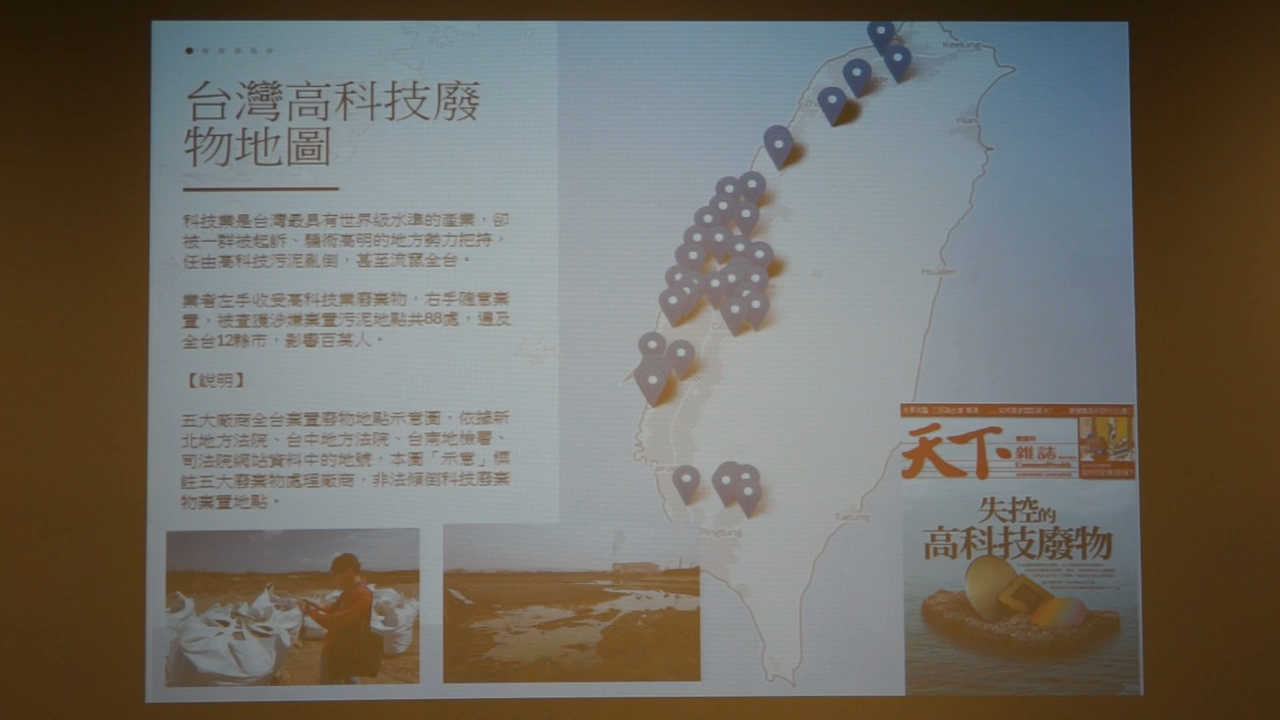 台灣高科技廢
物地圖
科技業是台灣最具有世界級水準的產業，卻
被一群被起訴、騙術高明的地方勢力把持，
任由高科技污泥亂倒，甚至流竄全台。
業者左手收受高科技業廢棄物，右手隨意棄
置，被查獲涉嫌棄置污泥地點共88處，遍及
全台12縣市，影響百萬人。
【說明】
五大廠商全台棄置廢物地點示意圖，依據新
北地方法院、台中地方法院、台南地檢署、
司法院網站資料中的地號，本圖「示意」標
註五大廢棄物處理廠商，非法傾倒科技廢棄
物棄置地點。
Keelung
Yilan
Hualien
Taitung
Pingtung
天下雜誌
CommonWealth
失控的
高科技廢物